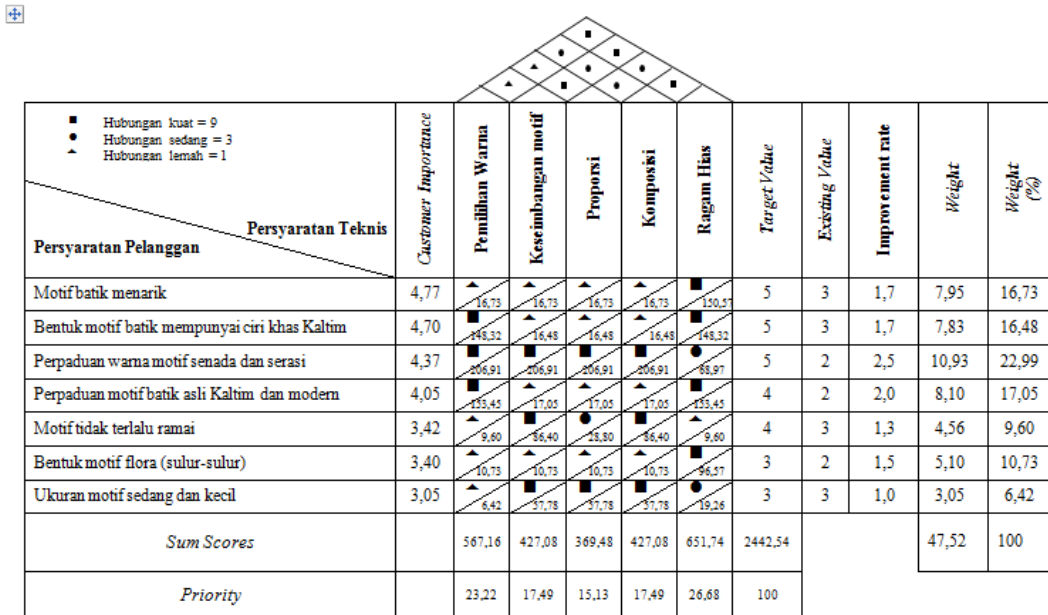 ■ Hubungan kuat = 9
● Hubungan sedang = 3
▲ Hubungan lemah = 1
Persyaratan Teknis
Persyaratan Pelanggan
Customer Importance
Pemilihan Warna
Keseimbangan motif
Proporsi
Komposisi
Ragam Hias
Target Value
Existing Value
Improvement rate
Weight
Weight (%)
Motif batik menarik 4,77 16,73 16,73 16,73 16,73 150,57 5 3 1,7 7,95 16,73
Bentuk motif batik mempunyai ciri khas Kaltim 4,70 148,32 16,48 16,48 16,48 148,32 5 3 1,7 7,83 16,48
Perpaduan warna motif senada dan serasi 4,37 206,91 206,91 206,91 206,91 68,97 5 2 2,5 10,93 22,99
Perpaduan motif batik asli Kaltim dan modern 4,05 153,45 17,05 17,05 17,05 153,45 4 2 2,0 8,10 17,05
Motif tidak terlalu ramai 3,42 9,60 86,40 28,80 86,40 9,60 4 3 1,3 4,56 9,60
Bentuk motif flora (sulur-sulur) 3,40 10,73 10,73 10,73 10,73 96,57 3 2 1,5 5,10 10,73
Ukuran motif sedang dan kecil 3,05 6,42 57,78 57,78 57,78 19,26 3 3 1,0 3,05 6,42
Sum Scores 567,16 427,08 369,48 427,08 651,74 2442,54 47,52 100
Priority 23,22 17,49 15,13 17,49 26,68 100